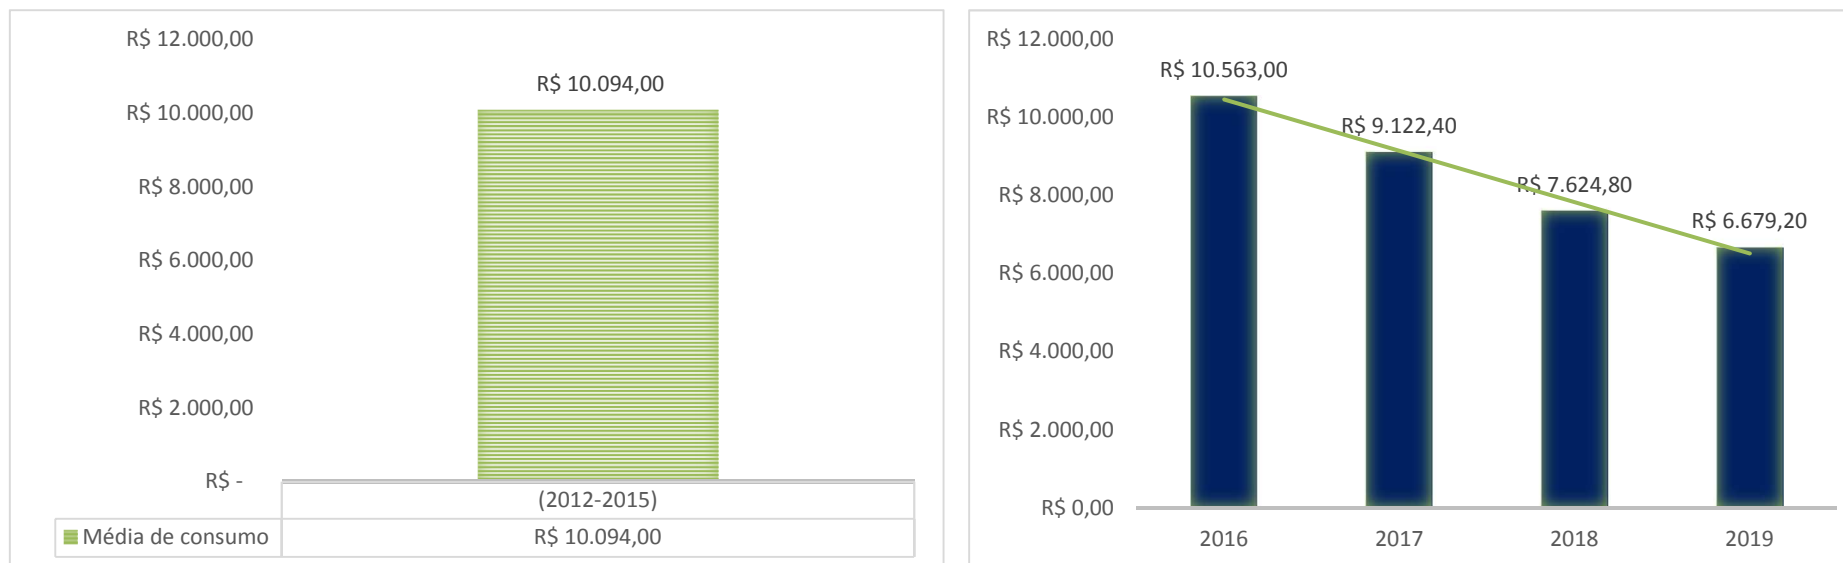 R$ 12.000,00
R$ 10.000,00
R$ 8.000,00
R$ 6.000,00
R$ 4.000,00
R$ 2.000,00
R$ -
R$ 10.094,00
(2012-2015)
Média de consumo R$ 10.094,00
R$ 12.000,00
R$ 10.000,00
R$ 8.000,00
R$ 6.000,00
R$ 4.000,00
R$ 2.000,00
R$ 0,00
R$ 10.563,00
R$ 9.122,40
R$ 7.624,80
R$ 6.679,20
2016 2017 2018 2019